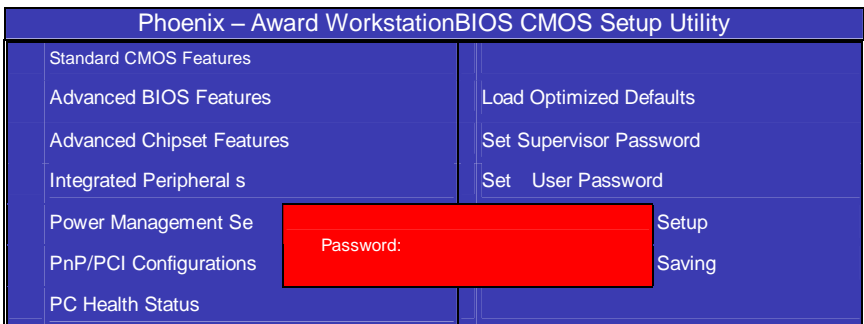 Phoenix – Award WorkstationBIOS CMOS Setup Utility
Standard CMOS Features
Advanced BIOS Features
Advanced Chipset Features
Integrated Peripheral s
Power Management Se
PnP/PCI Configurations
PC Health Status
Load Optimized Defaults
Set Supervisor Password
Set User Password
Setup
Saving
Password: